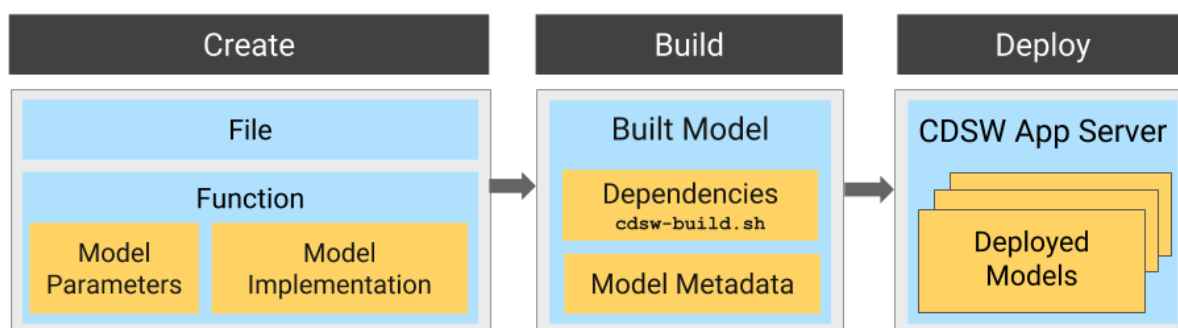 Create
Build
Deploy
File
Function
Model
Parameters
Model
Implementation
Built Model
Dependencies
cdsw-build.sh
Model Metadata
CDSW App Server
Deployed
Models